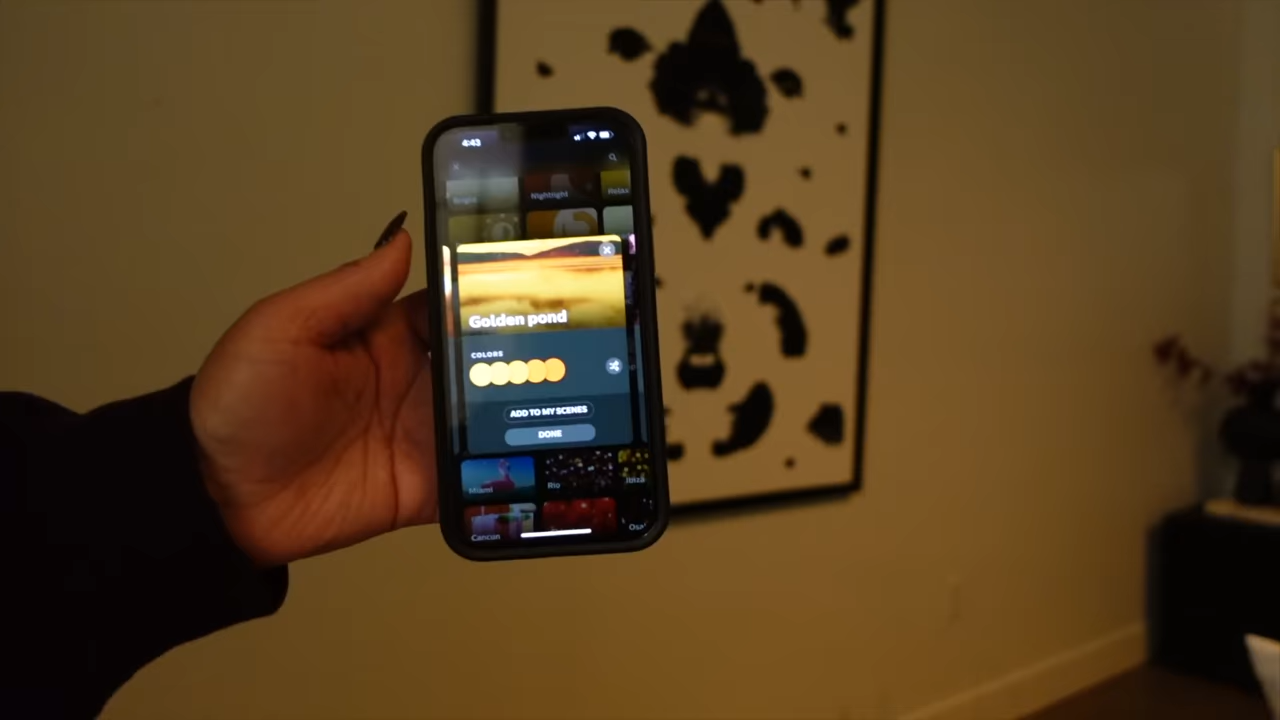 4:43
Bright
Nightlight
Relax
Golden pond
COLORS
ADD TO MY SCENES
DONE
Miami
Rio
Ibiza
Cancun